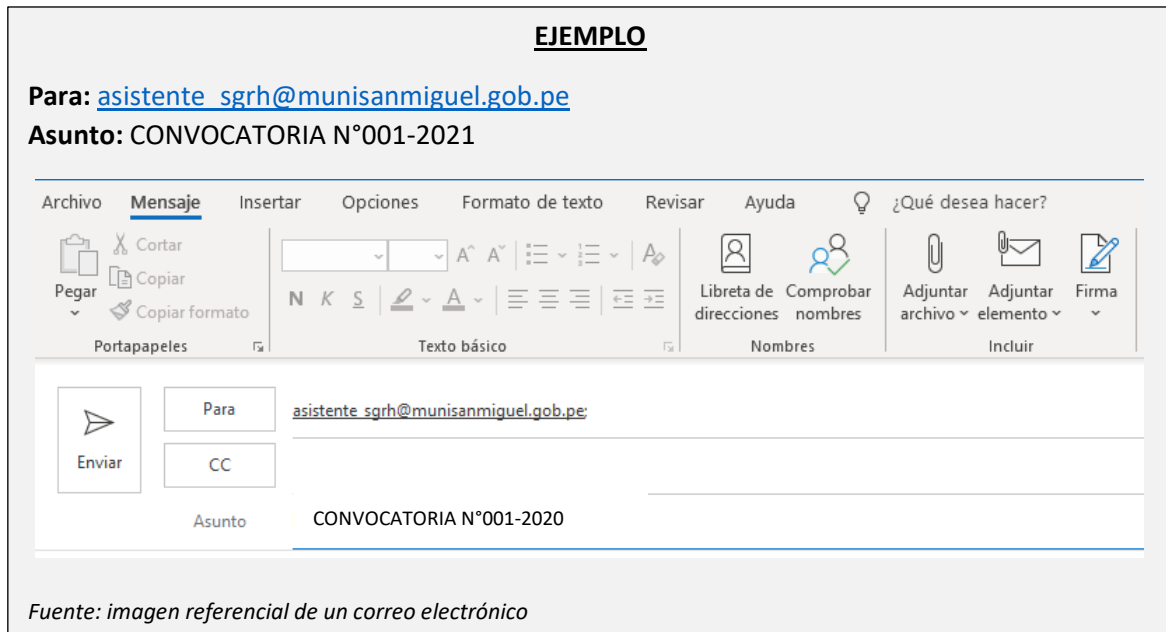 EJEMPLO
Para: asistente_sgrh@munisanmiguel.gob.pe
Asunto: CONVOCATORIA N°001-2021
Archivo Mensaje Insertar Opciones Formato de texto Revisar Ayuda ¿Qué desea hacer?
Pegar
Cortar
Copiar
Copiar formato
Portapapeles
A^ Aˇ A
N K S A
Texto básico
Libreta de direcciones
Comprobar nombres
Nombres
Adjuntar archivo
Adjuntar elemento
Firma
Incluir
Enviar
Para asistente_sgrh@munisanmiguel.gob.pe;
CC
Asunto CONVOCATORIA N°001-2020
Fuente: imagen referencial de un correo electrónico